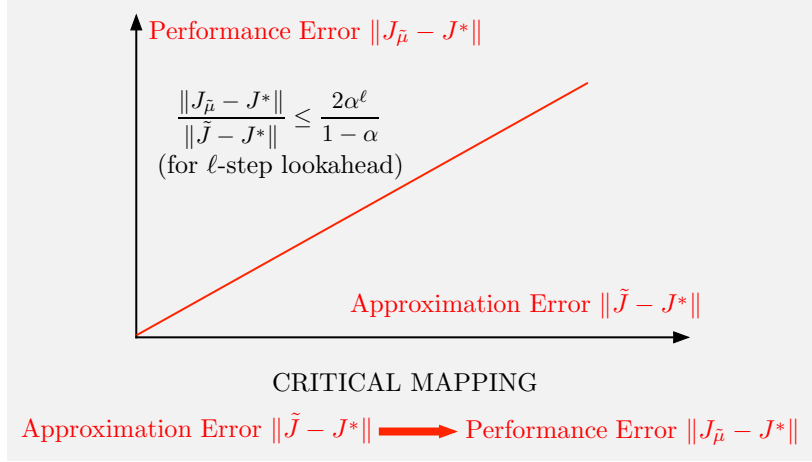 Performance Error ‖J_μ̃ − J*‖
‖J_μ̃ − J*‖ / ‖J̃ − J*‖ ≤ 2α^ℓ / 1 − α
(for ℓ-step lookahead)
Approximation Error ‖J̃ − J*‖
CRITICAL MAPPING
Approximation Error ‖J̃ − J*‖ Performance Error ‖J_μ̃ − J*‖